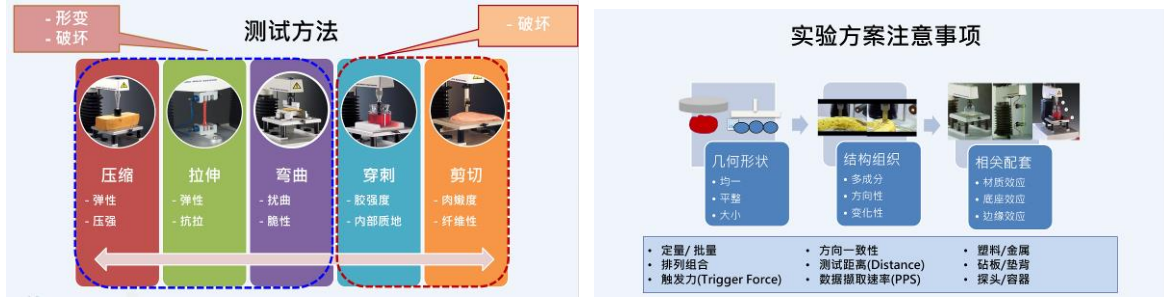 - 形变
- 破坏
测试方法
- 破坏
压缩
- 弹性
- 压强
拉伸
- 弹性
- 抗拉
弯曲
- 扰曲
- 脆性
穿刺
- 胶强度
- 内部质地
剪切
- 肉嫩度
- 纤维性
实验方案注意事项
几何形状
• 均一
• 平整
• 大小
结构组织
• 多成分
• 方向性
• 变化性
相关配套
• 材质效应
• 底座效应
• 边缘效应
• 定量/ 批量
• 排列组合
• 触发力(Trigger Force)
• 方向一致性
• 测试距离(Distance)
• 数据撷取速率(PPS)
• 塑料/金属
• 砧板/垫背
• 探头/容器